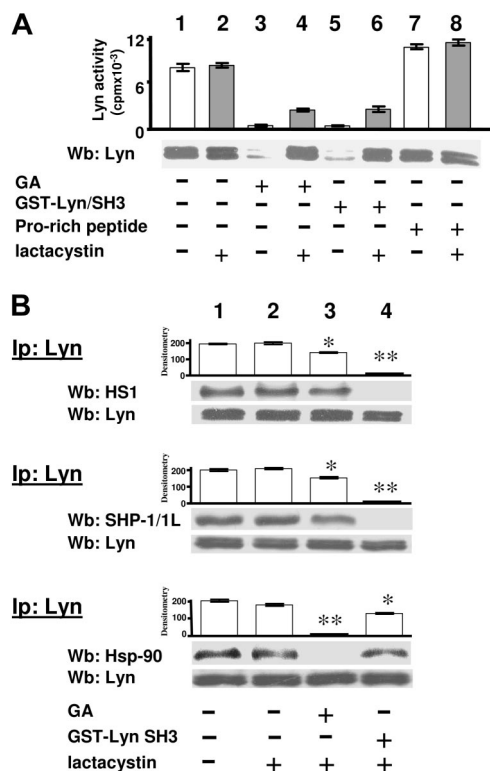 A
1 2 3 4 5 6 7 8
Lyn activity
(cpmx10-3)
12
6
0
Wb: Lyn
GA − − + + − − − −
GST-Lyn/SH3 − − − − + + − −
Pro-rich peptide − − − − − − + +
lactacystin − + − + − + − +
B
1 2 3 4
Ip: Lyn
Densitometry
200
100
0
* **
Wb: HS1
Wb: Lyn
Ip: Lyn
Densitometry
200
100
0
* **
Wb: SHP-1/1L
Wb: Lyn
Ip: Lyn
Densitometry
200
100
0
** *
Wb: Hsp-90
Wb: Lyn
GA − − + −
GST-Lyn SH3 − − − +
lactacystin − + + +